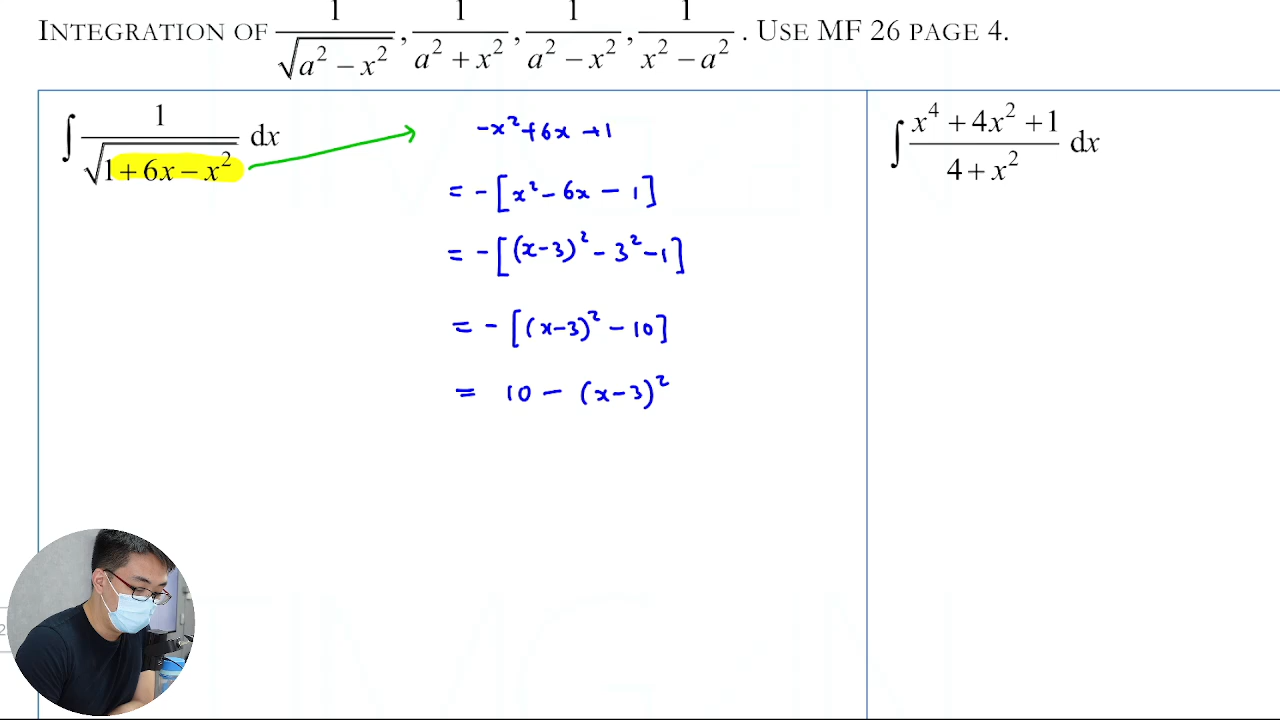 INTEGRATION OF 1/√(a² − x²), 1/(a² + x²), 1/(a² − x²), 1/(x² − a²). USE MF 26 PAGE 4.
∫ 1/√(1 + 6x − x²) dx
-x² + 6x + 1
= -[x² - 6x - 1]
= -[(x-3)² - 3² - 1]
= -[(x-3)² - 10]
= 10 - (x-3)²
∫ (x⁴ + 4x² + 1)/(4 + x²) dx
2